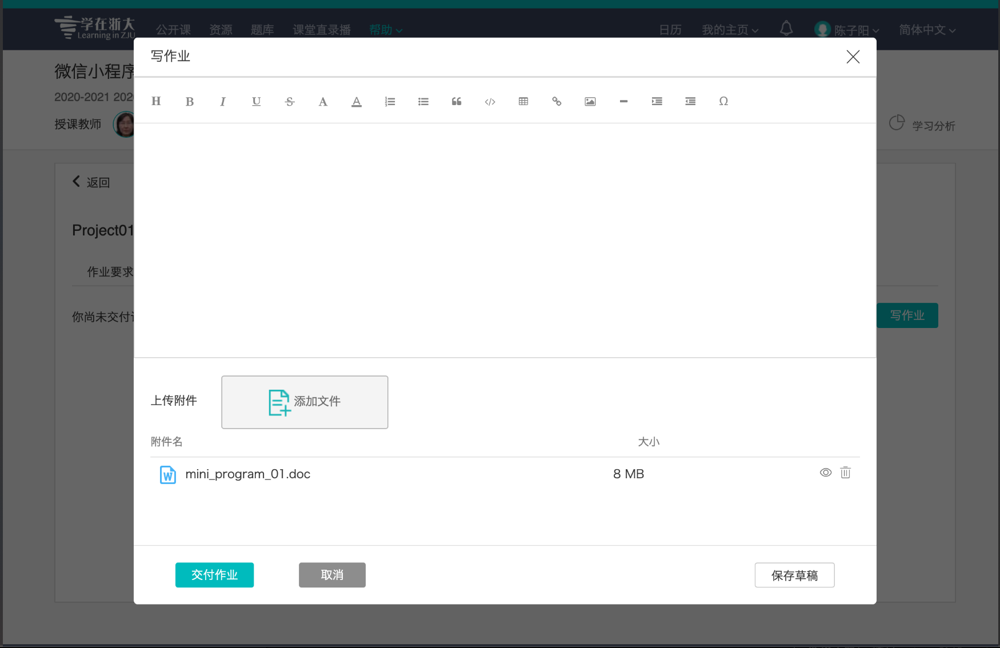 学在浙大
Learning in ZJU
公开课 资源 题库 课堂直录播 帮助
日历 我的主页 陈子阳 简体中文
写作业
微信小程序
2020-2021 202
授课教师
学习分析
H B I U S A A
返回
Project01
作业要求
你尚未交付
写作业
上传附件
添加文件
附件名 大小
W mini_program_01.doc 8 MB
交付作业 取消 保存草稿